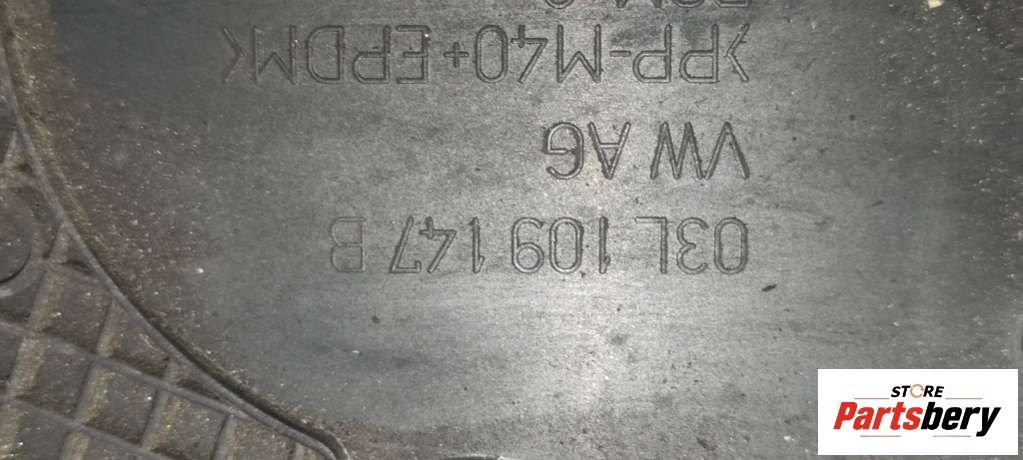 03L 109 147 B
VW AG
>PP-M40+EPDM<
STORE
Partsbery